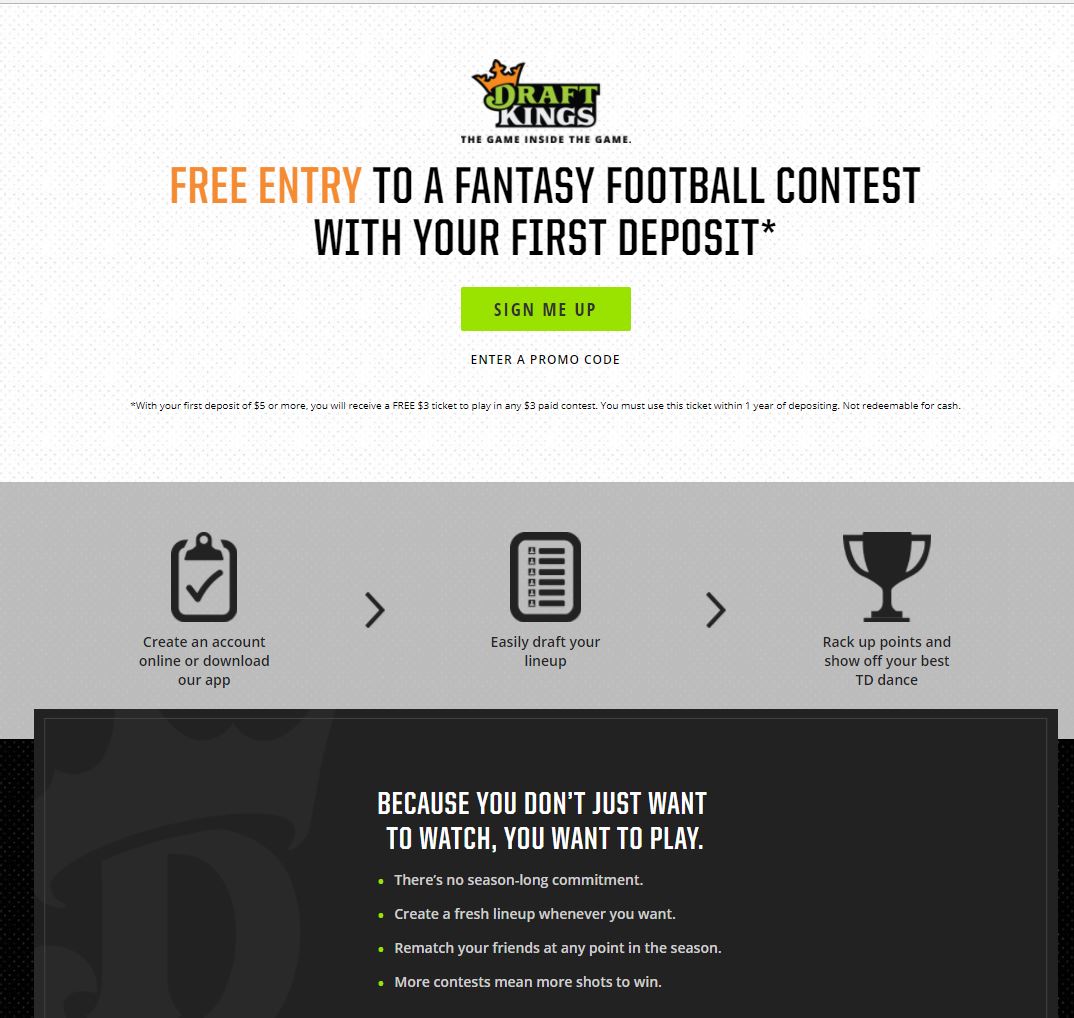 DRAFT
KINGS
THE GAME INSIDE THE GAME.
FREE ENTRY TO A FANTASY FOOTBALL CONTEST
WITH YOUR FIRST DEPOSIT*
SIGN ME UP
ENTER A PROMO CODE
*With your first deposit of $5 or more, you will receive a FREE $3 ticket to play in any $3 paid contest. You must use this ticket within 1 year of depositing. Not redeemable for cash.
Create an account
online or download
our app
Easily draft your
lineup
Rack up points and
show off your best
TD dance
BECAUSE YOU DON'T JUST WANT
TO WATCH, YOU WANT TO PLAY.
• There's no season-long commitment.
• Create a fresh lineup whenever you want.
• Rematch your friends at any point in the season.
• More contests mean more shots to win.